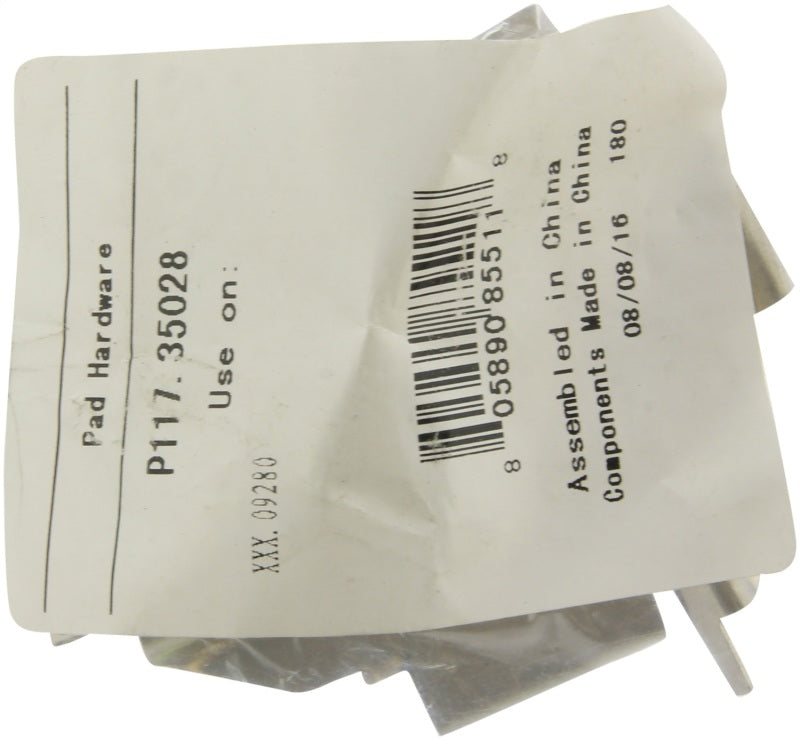 Pad Hardware
P117.35028
Use on:
XXX.09280
8 05890 85511 8
Assembled in China
Components Made in China
08/08/16 180